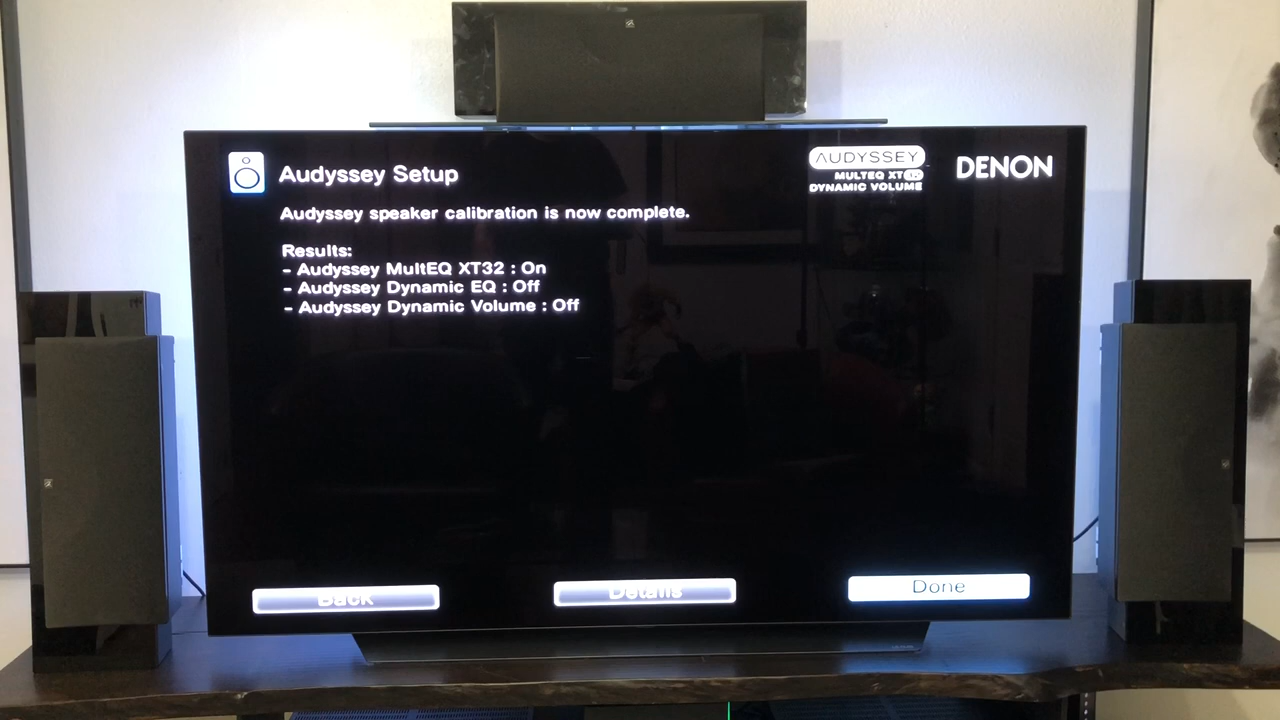 Audyssey Setup
AUDYSSEY
MULTEQ XT32
DYNAMIC VOLUME
DENON
Audyssey speaker calibration is now complete.
Results:
- Audyssey MultEQ XT32 : On
- Audyssey Dynamic EQ : Off
- Audyssey Dynamic Volume : Off
Back
Details
Done